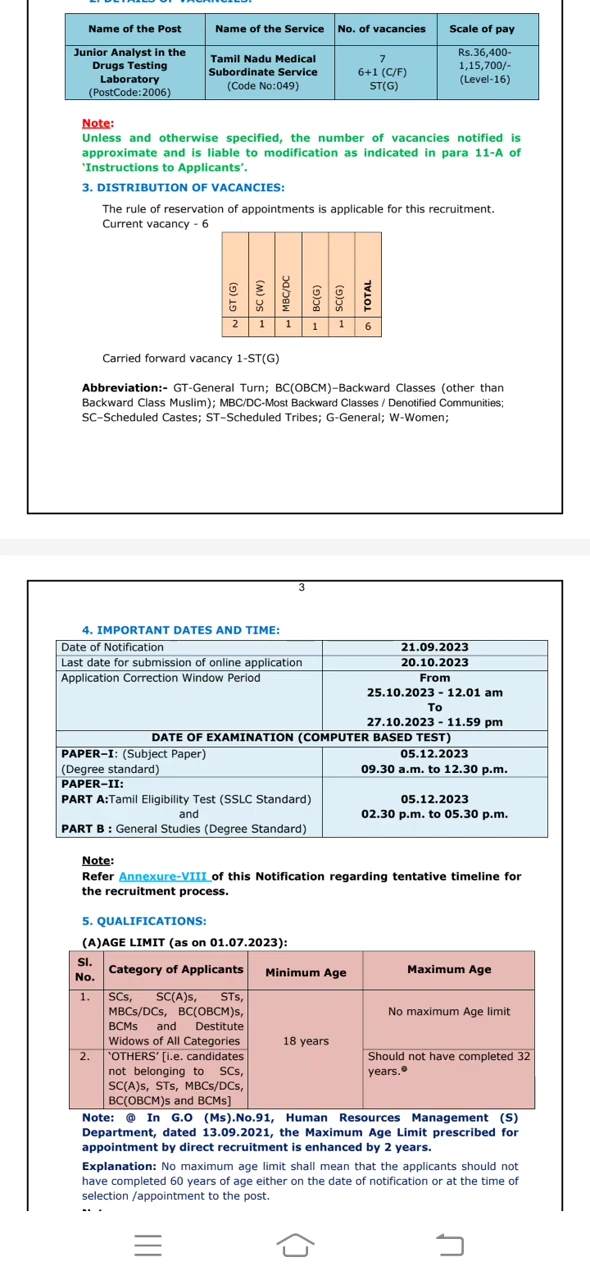 2. DETAILS OF VACANCIES:
Name of the Post Name of the Service No. of vacancies Scale of pay
Junior Analyst in the
Drugs Testing
Laboratory
(PostCode:2006)
Tamil Nadu Medical
Subordinate Service
(Code No:049)
7
6+1 (C/F)
ST(G)
Rs.36,400-
1,15,700/-
(Level-16)
Note:
Unless and otherwise specified, the number of vacancies notified is
approximate and is liable to modification as indicated in para 11-A of
‘Instructions to Applicants’.
3. DISTRIBUTION OF VACANCIES:
The rule of reservation of appointments is applicable for this recruitment.
Current vacancy - 6
GT (G) SC (W) MBC/DC BC(G) SC(G) TOTAL
2 1 1 1 1 6
Carried forward vacancy 1-ST(G)
Abbreviation:- GT-General Turn; BC(OBCM)–Backward Classes (other than
Backward Class Muslim); MBC/DC-Most Backward Classes / Denotified Communities;
SC–Scheduled Castes; ST–Scheduled Tribes; G-General; W-Women;
3
4. IMPORTANT DATES AND TIME:
Date of Notification 21.09.2023
Last date for submission of online application 20.10.2023
Application Correction Window Period From
25.10.2023 - 12.01 am
To
27.10.2023 - 11.59 pm
DATE OF EXAMINATION (COMPUTER BASED TEST)
PAPER–I: (Subject Paper) 05.12.2023
(Degree standard) 09.30 a.m. to 12.30 p.m.
PAPER–II:
PART A:Tamil Eligibility Test (SSLC Standard) 05.12.2023
and 02.30 p.m. to 05.30 p.m.
PART B : General Studies (Degree Standard)
Note:
Refer Annexure-VIII of this Notification regarding tentative timeline for
the recruitment process.
5. QUALIFICATIONS:
(A)AGE LIMIT (as on 01.07.2023):
Sl.
No.
Category of Applicants Minimum Age Maximum Age
1. SCs, SC(A)s, STs,
MBCs/DCs, BC(OBCM)s,
BCMs and Destitute
Widows of All Categories
No maximum Age limit
18 years
2. ‘OTHERS’ [i.e. candidates
not belonging to SCs,
SC(A)s, STs, MBCs/DCs,
BC(OBCM)s and BCMs]
Should not have completed 32
years.@
Note: @ In G.O (Ms).No.91, Human Resources Management (S)
Department, dated 13.09.2021, the Maximum Age Limit prescribed for
appointment by direct recruitment is enhanced by 2 years.
Explanation: No maximum age limit shall mean that the applicants should not
have completed 60 years of age either on the date of notification or at the time of
selection /appointment to the post.